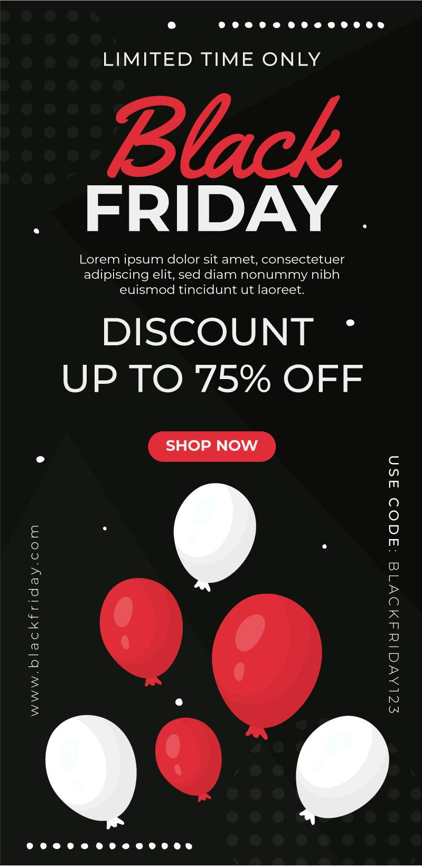 LIMITED TIME ONLY
Black
FRIDAY
Lorem ipsum dolor sit amet, consectetuer
adipiscing elit, sed diam nonummy nibh
euismod tincidunt ut laoreet.
DISCOUNT
UP TO 75% OFF
SHOP NOW
USE CODE: BLACKFRIDAY123
www.blackfriday.com